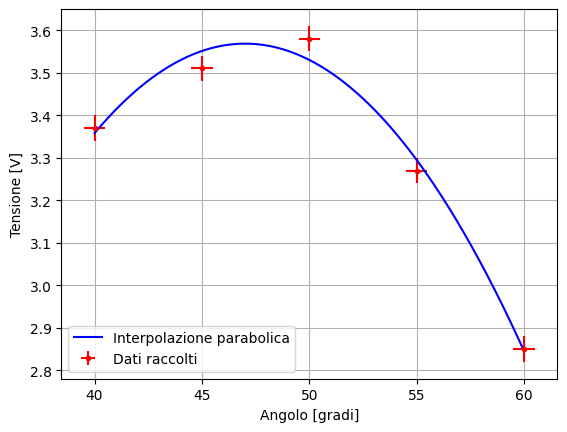 3.6
3.5
3.4
3.3
3.2
3.1
3.0
2.9
2.8
Tensione [V]
Interpolazione parabolica
Dati raccolti
40 45 50 55 60
Angolo [gradi]